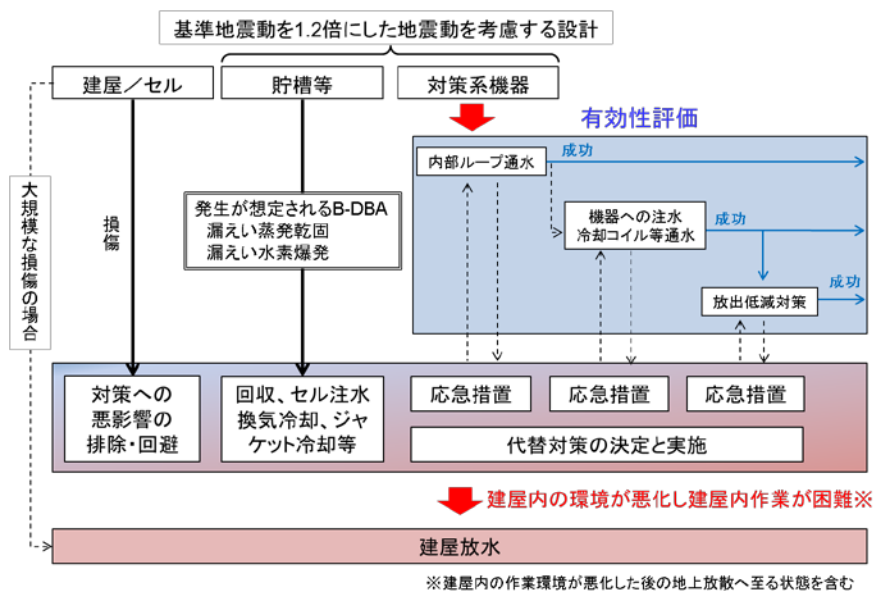 基準地震動を1.2倍にした地震動を考慮する設計
建屋/セル
貯槽等
対策系機器
有効性評価
内部ループ通水
成功
大規模な損傷の場合
損傷
発生が想定されるB-DBA
漏えい蒸発乾固
漏えい水素爆発
機器への注水
冷却コイル等通水
成功
放出低減対策
成功
対策への
悪影響の
排除・回避
回収、セル注水
換気冷却、ジャ
ケット冷却等
応急措置
応急措置
応急措置
代替対策の決定と実施
建屋内の環境が悪化し建屋内作業が困難※
建屋放水
※建屋内の作業環境が悪化した後の地上放散へ至る状態を含む